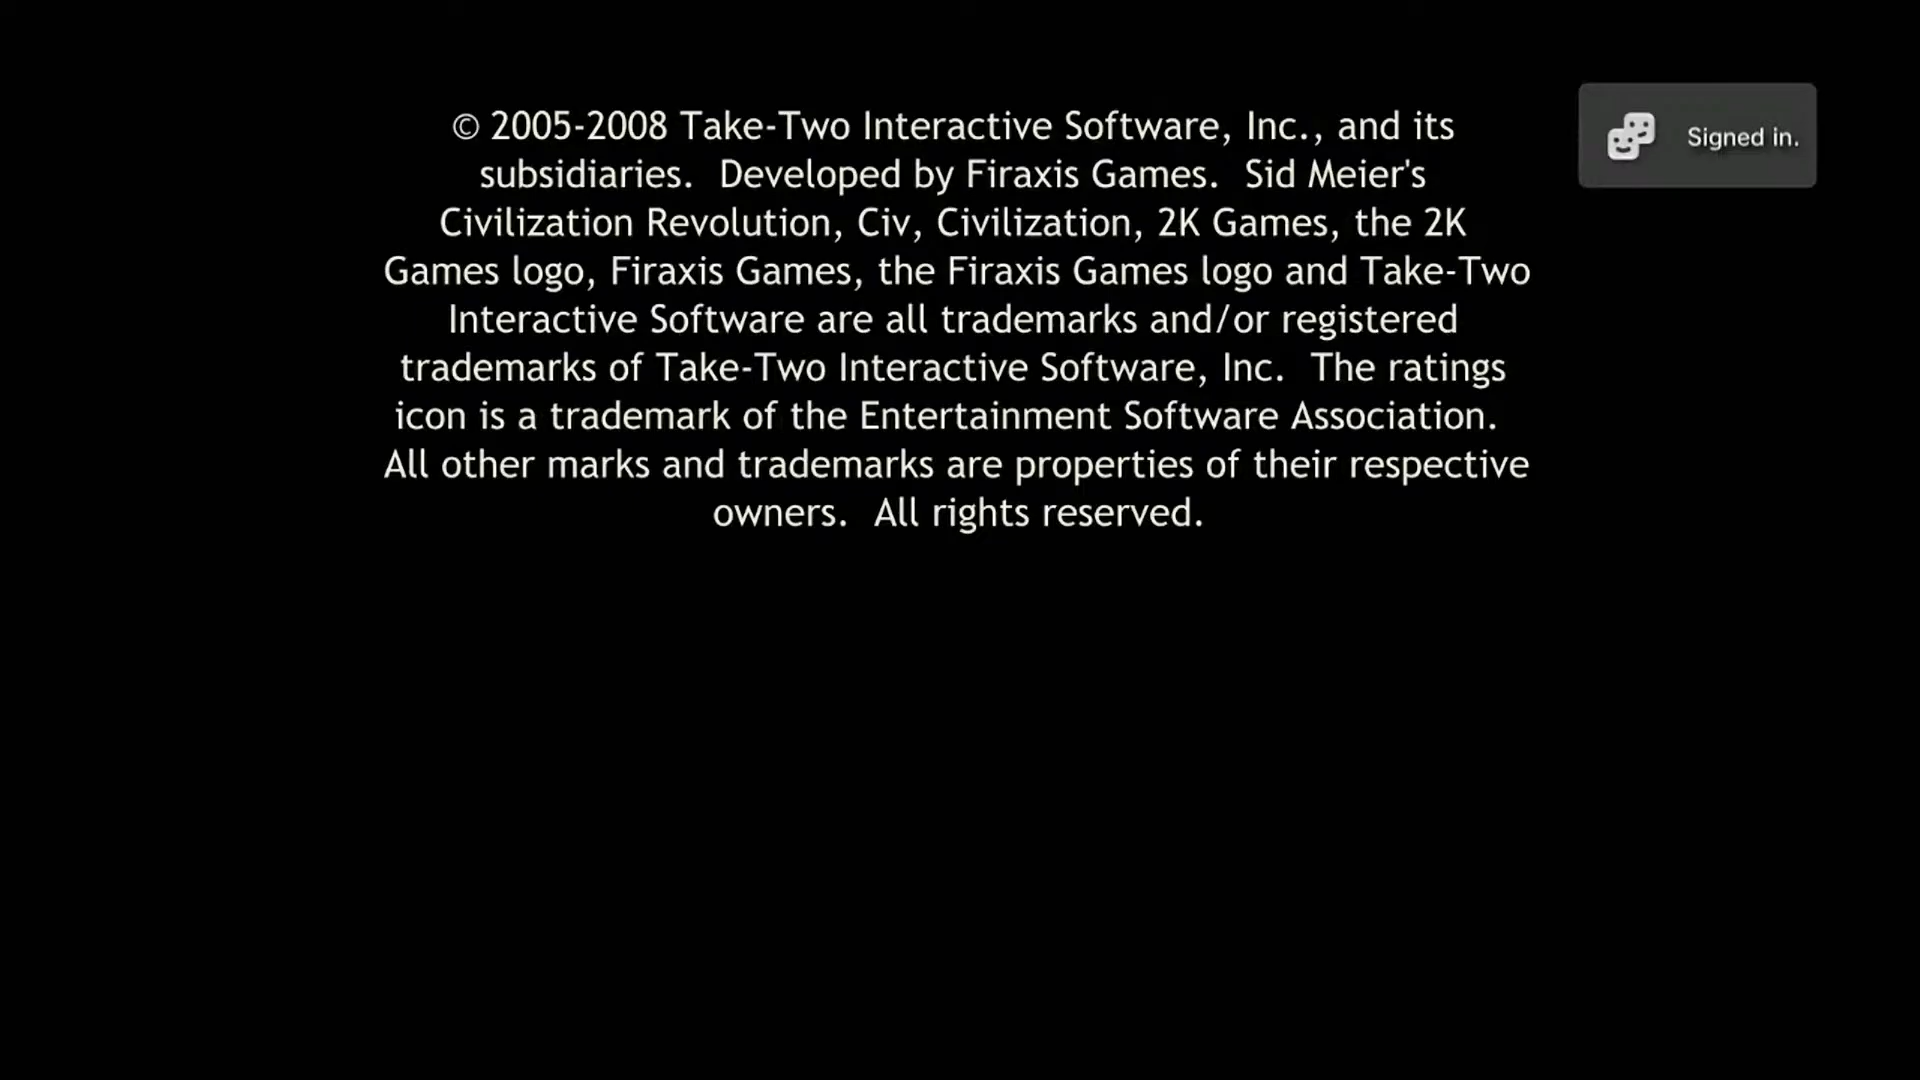 © 2005-2008 Take-Two Interactive Software, Inc., and its
subsidiaries.  Developed by Firaxis Games.  Sid Meier's
Civilization Revolution, Civ, Civilization, 2K Games, the 2K
Games logo, Firaxis Games, the Firaxis Games logo and Take-Two
Interactive Software are all trademarks and/or registered
trademarks of Take-Two Interactive Software, Inc.  The ratings
icon is a trademark of the Entertainment Software Association.
All other marks and trademarks are properties of their respective
owners.  All rights reserved.
Signed in.